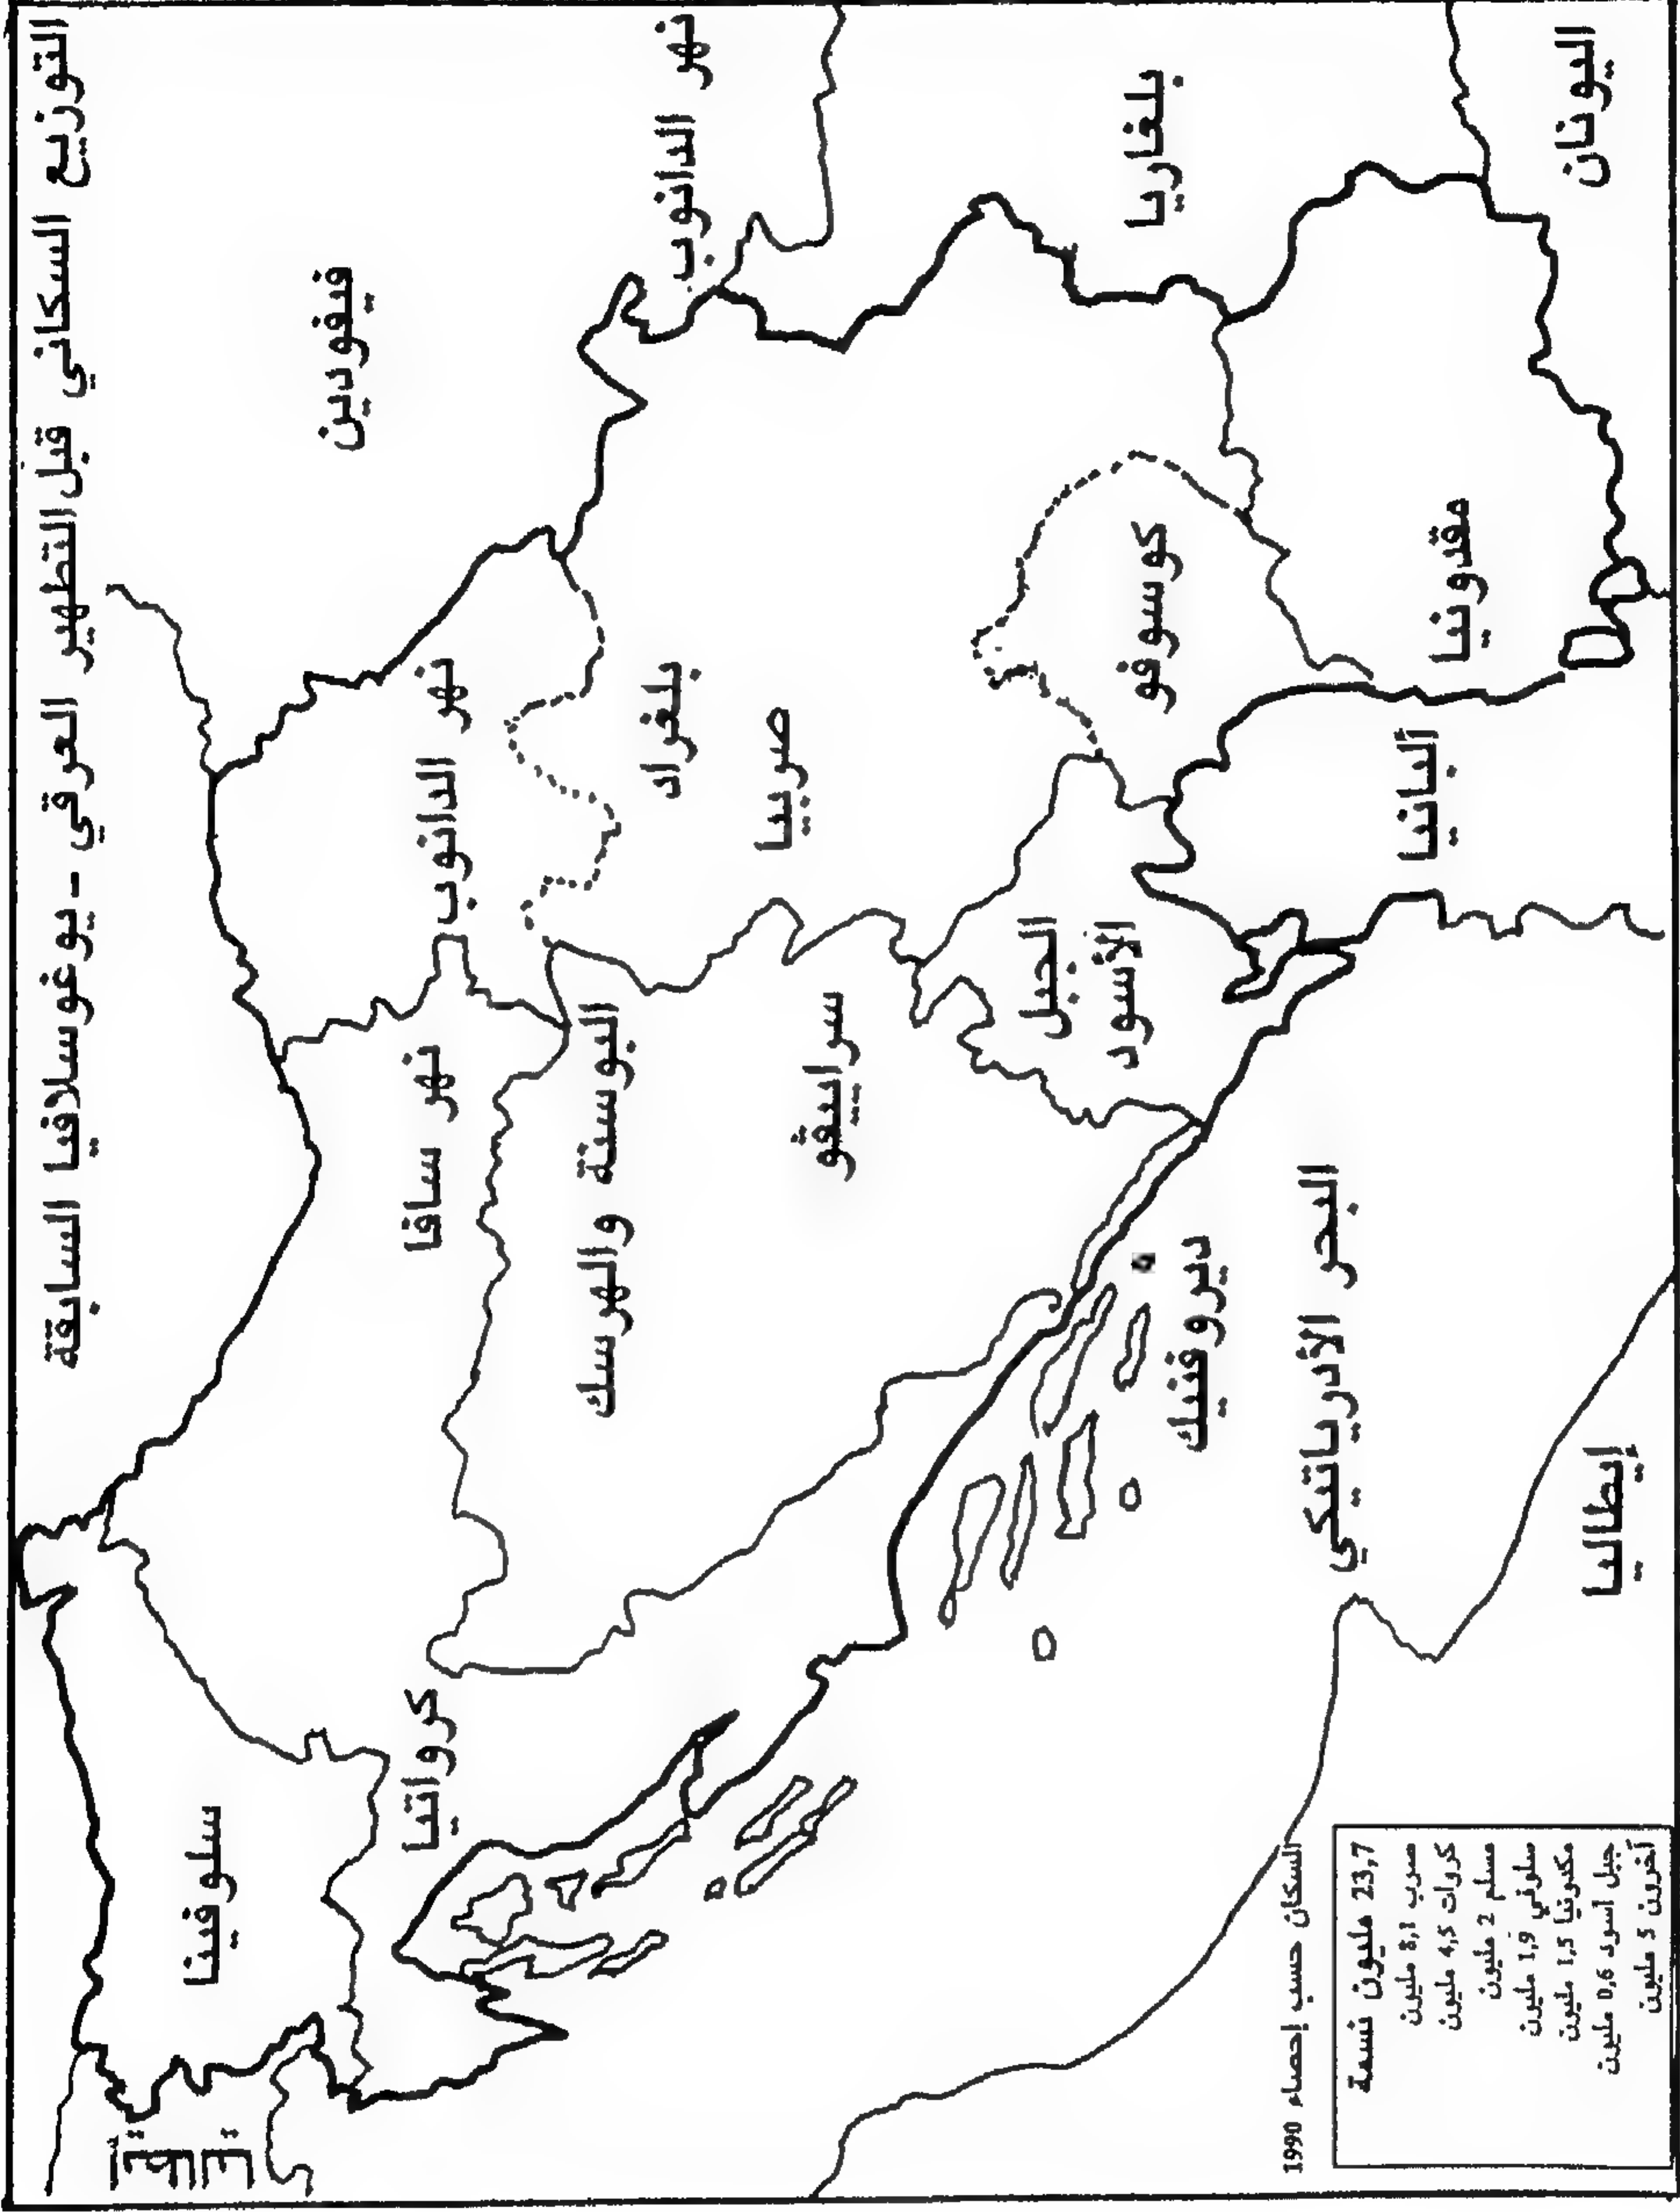 التوزيع السكاني قبل التطهير العرقي - يوغوسلافيا السابقة
سلوفينا
كرواتيا
نهر سافا
نهر الدانوب
فيفودين
نهر الدانوب
البوسنة والهرسك
بلغراد
صربيا
سراييڤو
الجبل
الأسود
كوسوفو
بلغاريا
ديروفنيك
البحر الأدرياتيكي
ألبانيا
مقدونيا
اليونان
إيطاليا
السكان حسب إحصاء 1990
23,7 مليون نسمة
صرب 8,1 مليون
كروات 4,5 مليون
مسلم 2 مليون
سلوفي 1,9 مليون
مكدونيا 1,5 مليون
جبل أسود 0,6 مليون
آخرون 5 مليون